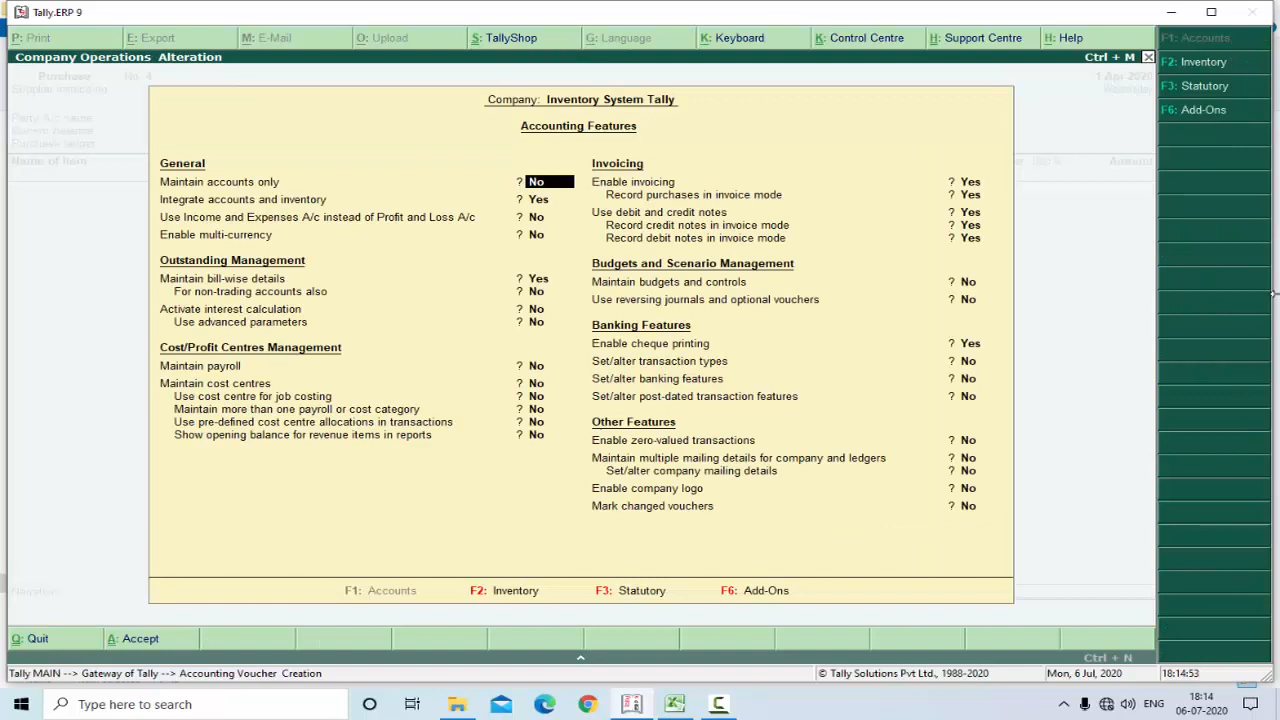 Tally.ERP 9
P: Print E: Export M: E-Mail O: Upload S: TallyShop G: Language K: Keyboard K: Control Centre H: Support Centre H: Help F1: Accounts
Company Operations Alteration Ctrl + M
F2: Inventory
F3: Statutory
F6: Add-Ons
Purchase No. 4 1 Apr 2020
Wednesday
Party A/c name
Name of Item Amount
Company: Inventory System Tally
Accounting Features
General
Maintain accounts only ? No
Integrate accounts and inventory ? Yes
Use Income and Expenses A/c instead of Profit and Loss A/c ? No
Enable multi-currency ? No
Outstanding Management
Maintain bill-wise details ? Yes
For non-trading accounts also ? No
Activate interest calculation ? No
Use advanced parameters ? No
Cost/Profit Centres Management
Maintain payroll ? No
Maintain cost centres ? No
Use cost centre for job costing ? No
Maintain more than one payroll or cost category ? No
Use pre-defined cost centre allocations in transactions ? No
Show opening balance for revenue items in reports ? No
Invoicing
Enable invoicing ? Yes
Record purchases in invoice mode ? Yes
Use debit and credit notes ? Yes
Record credit notes in invoice mode ? Yes
Record debit notes in invoice mode ? Yes
Budgets and Scenario Management
Maintain budgets and controls ? No
Use reversing journals and optional vouchers ? No
Banking Features
Enable cheque printing ? Yes
Set/alter transaction types ? No
Set/alter banking features ? No
Set/alter post-dated transaction features ? No
Other Features
Enable zero-valued transactions ? No
Maintain multiple mailing details for company and ledgers ? No
Set/alter company mailing details ? No
Enable company logo ? No
Mark changed vouchers ? No
F1: Accounts F2: Inventory F3: Statutory F6: Add-Ons
Narration:
Q: Quit A: Accept
Ctrl + N
Tally MAIN --> Gateway of Tally --> Accounting Voucher Creation © Tally Solutions Pvt Ltd., 1988-2020 Mon, 6 Jul, 2020 18:14:53
Type here to search ENG 18:14
06-07-2020